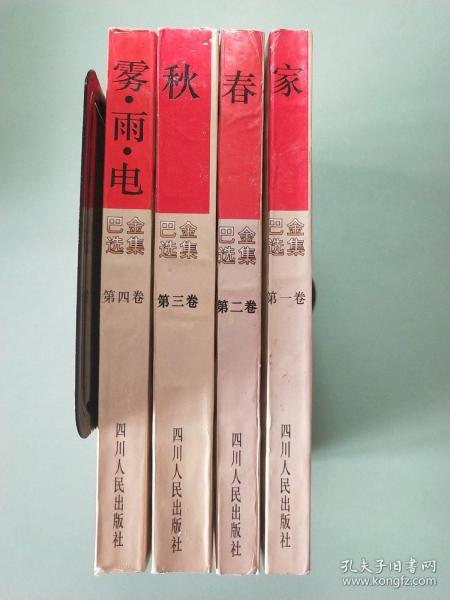 雾·雨·电
巴金
选集
第四卷
四川人民出版社
秋
巴金
选集
第三卷
四川人民出版社
春
巴金
选集
第二卷
四川人民出版社
家
巴金
选集
第一卷
四川人民出版社
孔夫子旧书网
www.kongfz.com